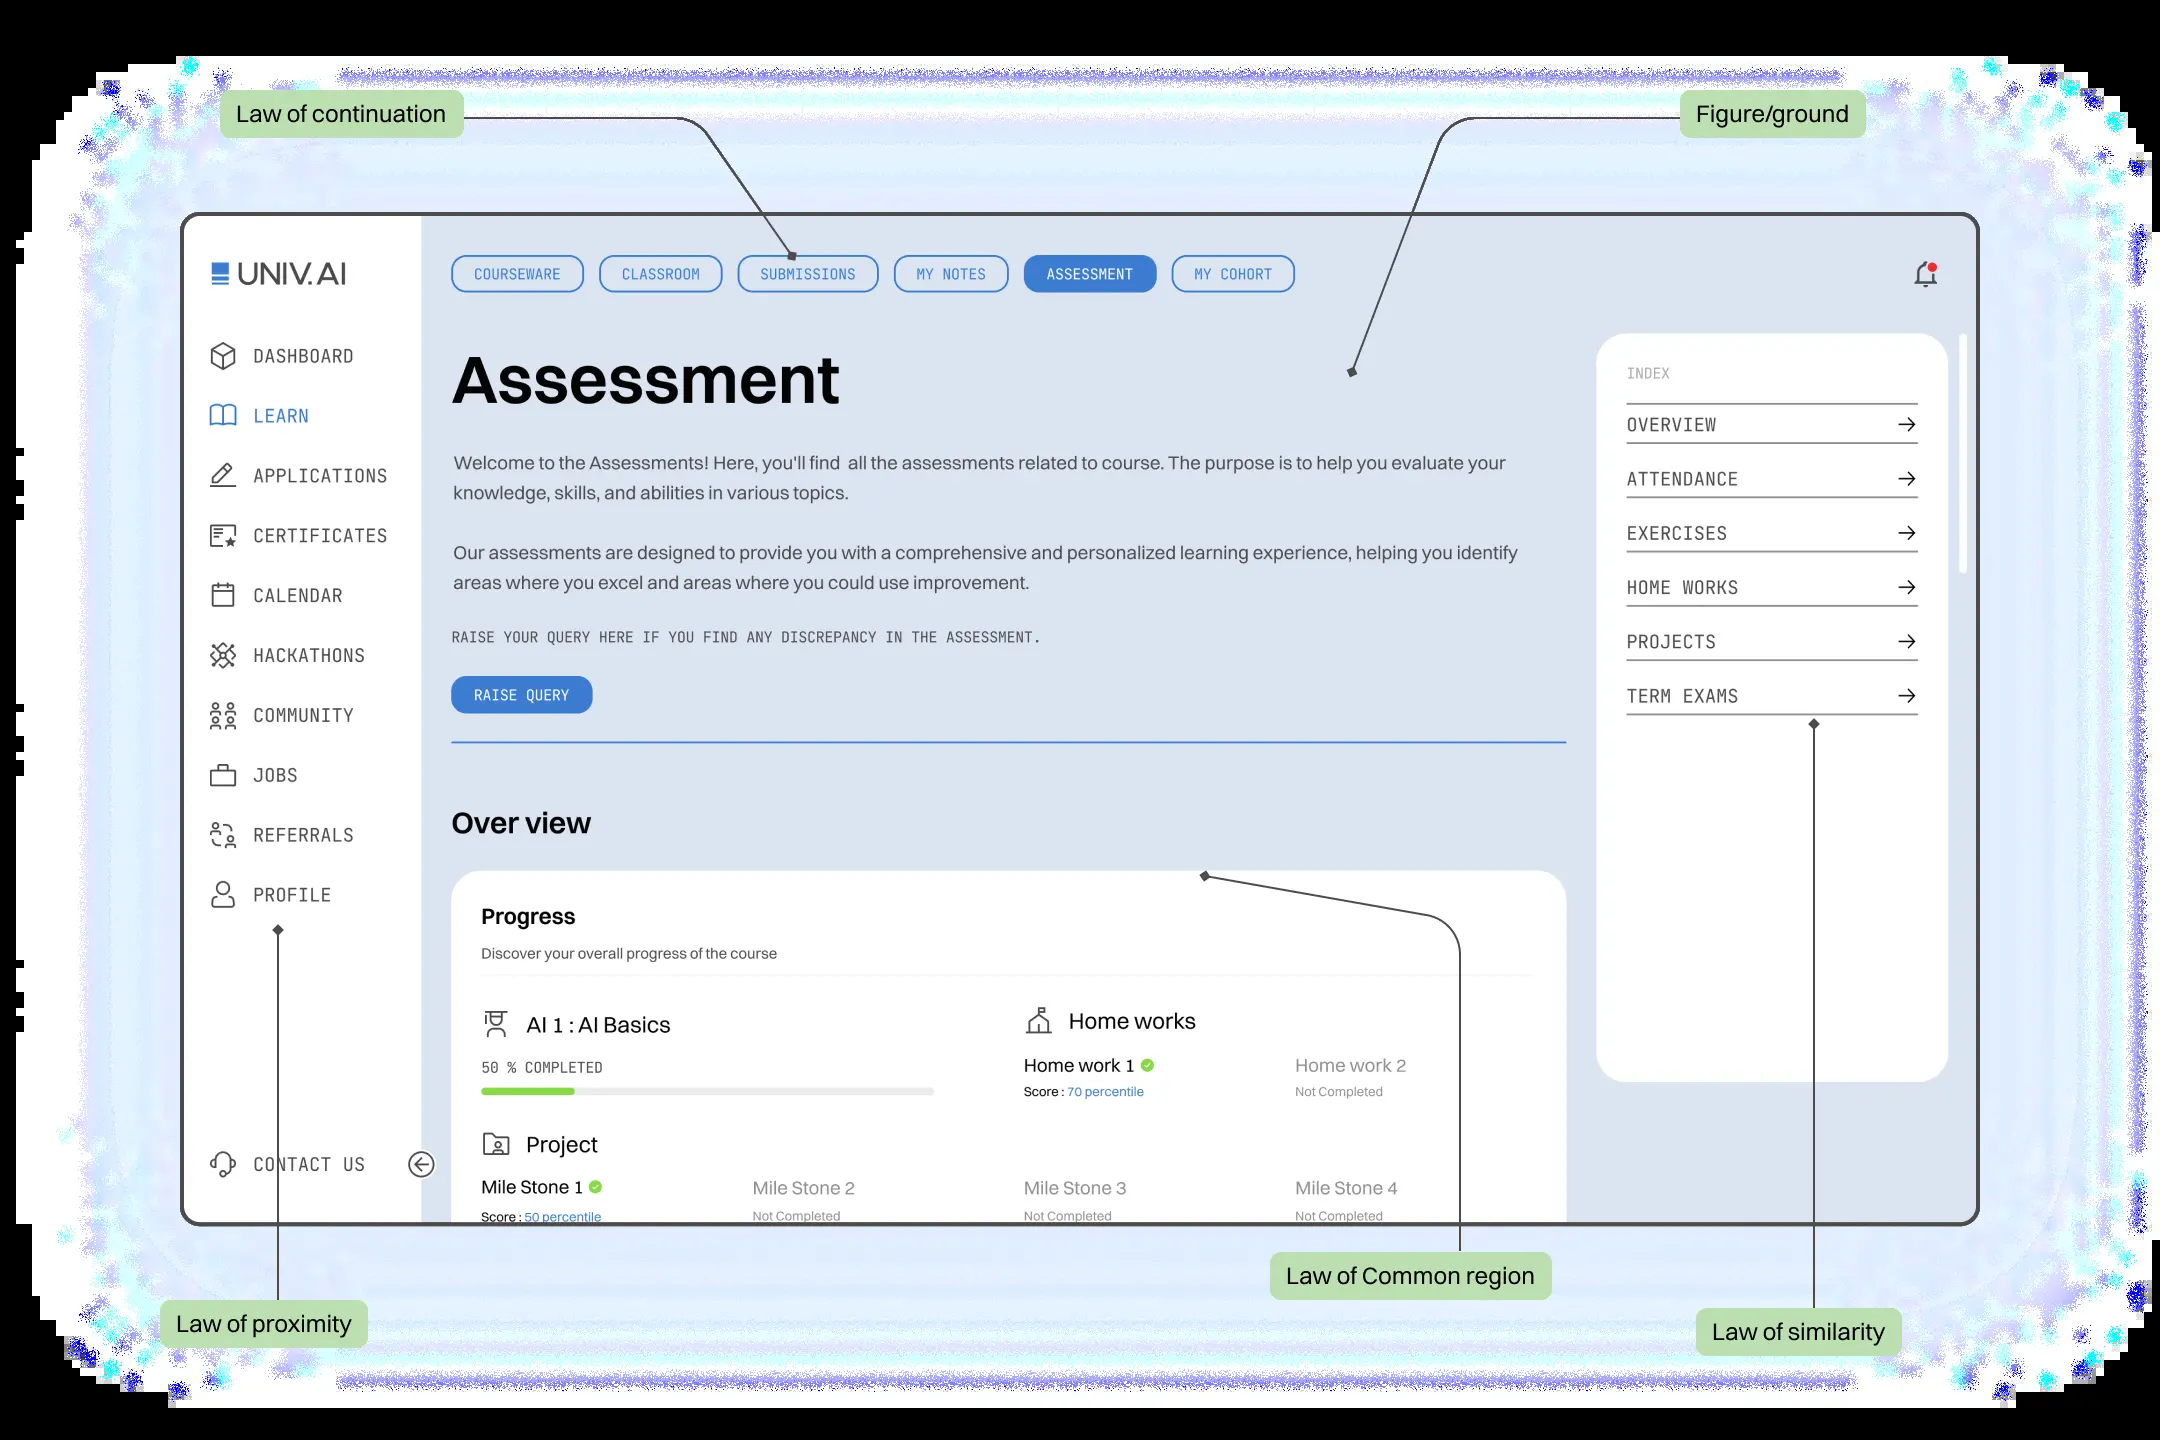 Law of continuation
Figure/ground
UNIV.AI
COURSEWARE
CLASSROOM
SUBMISSIONS
MY NOTES
ASSESSMENT
MY COHORT
DASHBOARD
LEARN
APPLICATIONS
CERTIFICATES
CALENDAR
HACKATHONS
COMMUNITY
JOBS
REFERRALS
PROFILE
CONTACT US
Assessment
Welcome to the Assessments! Here, you'll find all the assessments related to course. The purpose is to help you evaluate your
knowledge, skills, and abilities in various topics.
Our assessments are designed to provide you with a comprehensive and personalized learning experience, helping you identify
areas where you excel and areas where you could use improvement.
RAISE YOUR QUERY HERE IF YOU FIND ANY DISCREPANCY IN THE ASSESSMENT.
RAISE QUERY
Over view
Progress
Discover your overall progress of the course
AI 1 : AI Basics
50 % COMPLETED
Home works
Home work 1
Score : 70 percentile
Home work 2
Not Completed
Project
Mile Stone 1
Score : 50 percentile
Mile Stone 2
Not Completed
Mile Stone 3
Not Completed
Mile Stone 4
Not Completed
INDEX
OVERVIEW
ATTENDANCE
EXERCISES
HOME WORKS
PROJECTS
TERM EXAMS
Law of proximity
Law of Common region
Law of similarity